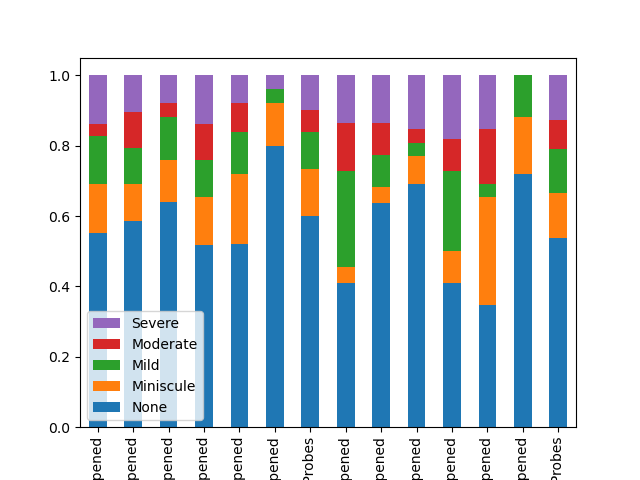 1.0
0.8
0.6
0.4
0.2
0.0
Severe
Moderate
Mild
Miniscule
None
pened
pened
pened
pened
pened
pened
Probes
pened
pened
pened
pened
pened
pened
Probes